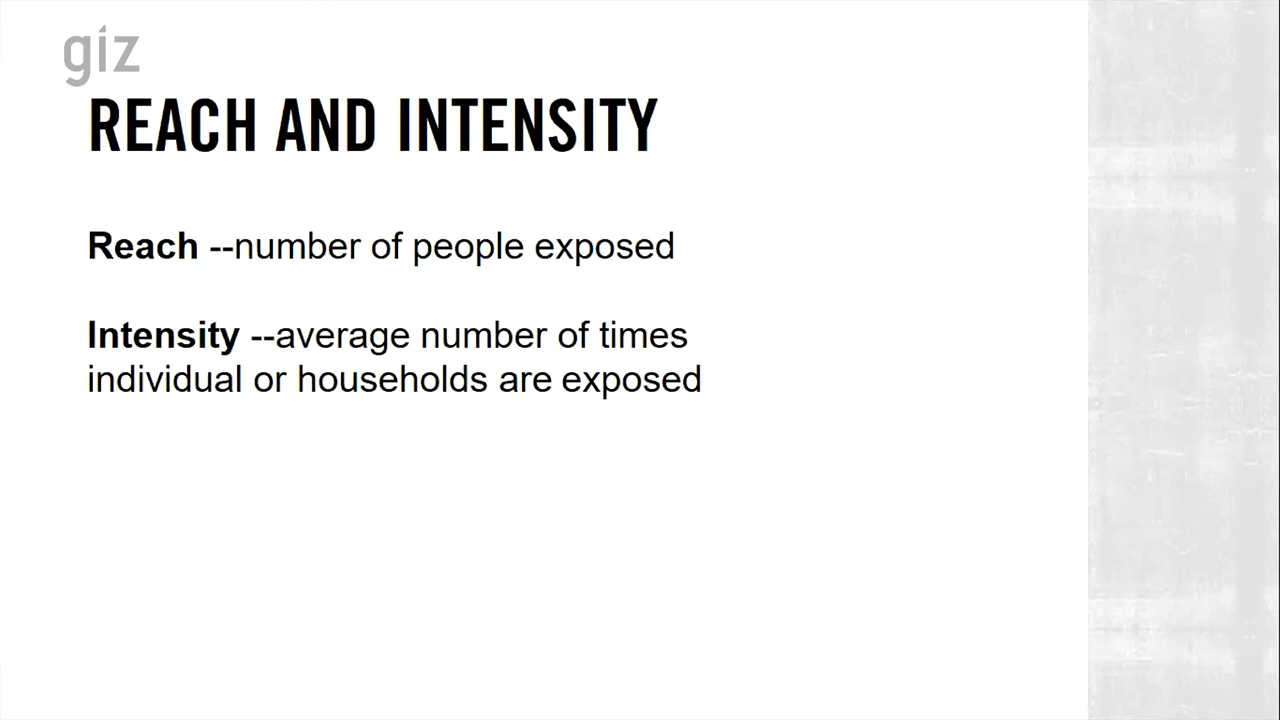 giz
REACH AND INTENSITY
Reach --number of people exposed
Intensity --average number of times
individual or households are exposed